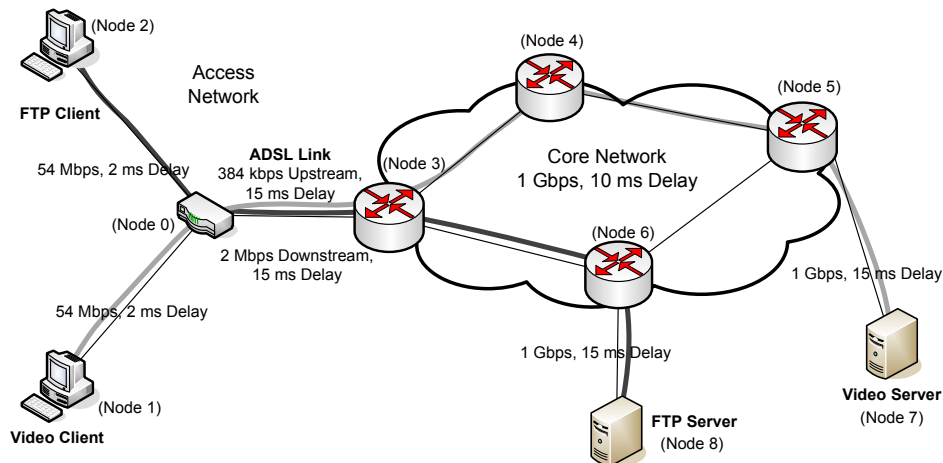 (Node 2)
FTP Client
Access
Network
(Node 4)
(Node 5)
54 Mbps, 2 ms Delay
ADSL Link
384 kbps Upstream,
15 ms Delay
(Node 3)
Core Network
1 Gbps, 10 ms Delay
(Node 0)
2 Mbps Downstream,
15 ms Delay
(Node 6)
1 Gbps, 15 ms Delay
54 Mbps, 2 ms Delay
1 Gbps, 15 ms Delay
(Node 1)
Video Client
FTP Server
(Node 8)
Video Server
(Node 7)